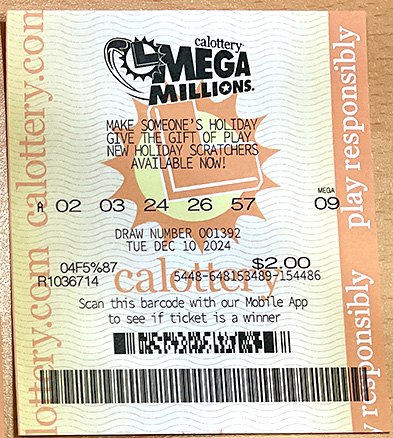 calottery
MEGA
MILLIONS.
MAKE SOMEONE'S HOLIDAY
GIVE THE GIFT OF PLAY
NEW HOLIDAY SCRATCHERS
AVAILABLE NOW!
MEGA
A 02 03 24 26 57 09
DRAW NUMBER 001392
TUE DEC 10 2024
$2.00
04F5%87
R1036714 5448-648153489-154486
calottery
Scan this barcode with our Mobile App
to see if ticket is a winner
lottery.com calottery.com
play responsibly
y responsibly